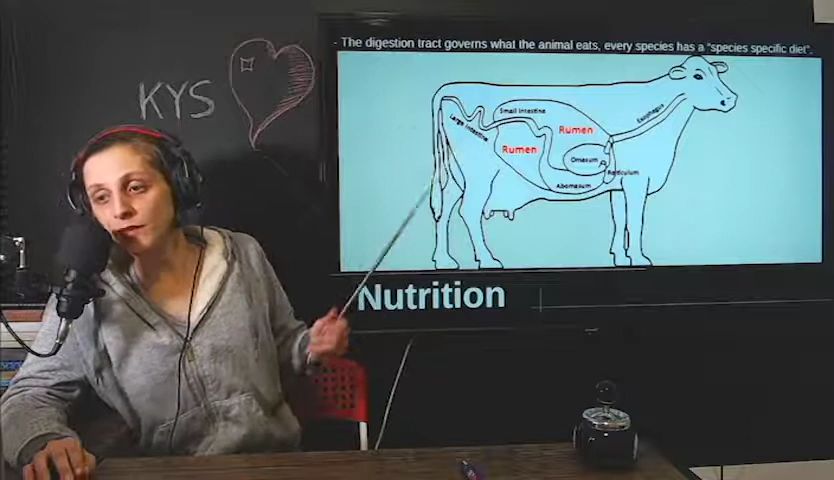 The digestion tract governs what the animal eats, every species has a "species specific diet".
KYS
Small Intestine
Esophagus
Large Intestine
Rumen
Rumen
Omasum
Reticulum
Abomasum
Nutrition